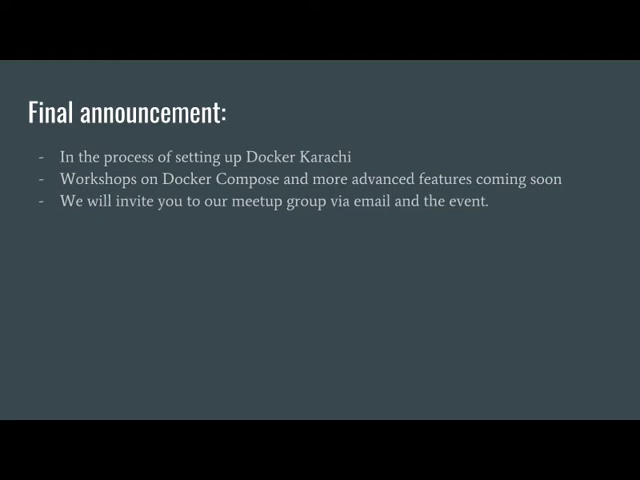 Final announcement:
- In the process of setting up Docker Karachi
- Workshops on Docker Compose and more advanced features coming soon
- We will invite you to our meetup group via email and the event.